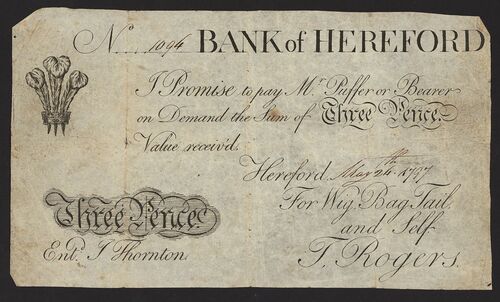 No. 1094 BANK of HEREFORD
I Promise to pay Mr. Puffer or Bearer
on Demand the Sum of Three Pence.
Value receiv'd.
Hereford May 24th 1797
For Wig, Bag Tail
and Self
Three Pence.
Entd. J Thornton. T. Rogers.